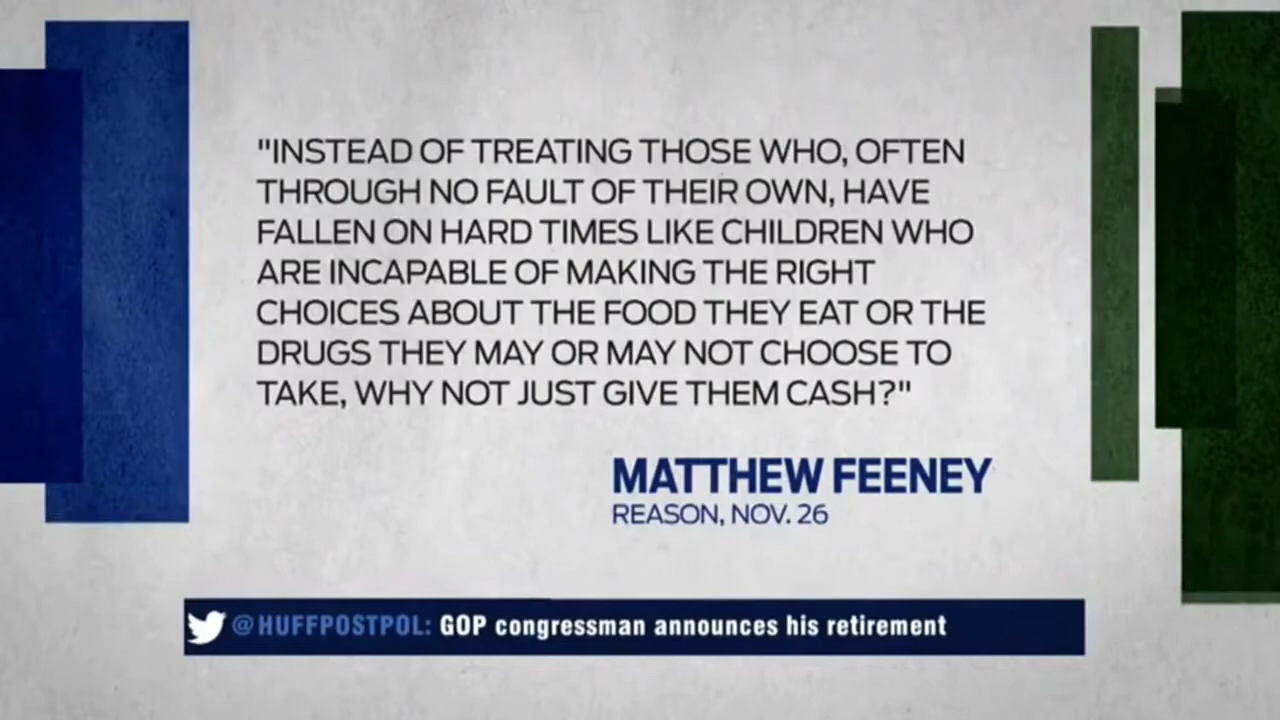 "INSTEAD OF TREATING THOSE WHO, OFTEN
THROUGH NO FAULT OF THEIR OWN, HAVE
FALLEN ON HARD TIMES LIKE CHILDREN WHO
ARE INCAPABLE OF MAKING THE RIGHT
CHOICES ABOUT THE FOOD THEY EAT OR THE
DRUGS THEY MAY OR MAY NOT CHOOSE TO
TAKE, WHY NOT JUST GIVE THEM CASH?"
MATTHEW FEENEY
REASON, NOV. 26
@HUFFPOSTPOL: GOP congressman announces his retirement